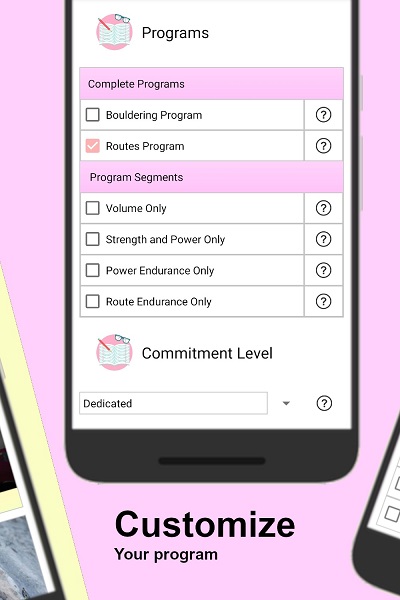 Programs
Complete Programs
Bouldering Program
Routes Program
Program Segments
Volume Only
Strength and Power Only
Power Endurance Only
Route Endurance Only
Commitment Level
Dedicated
Customize
Your program